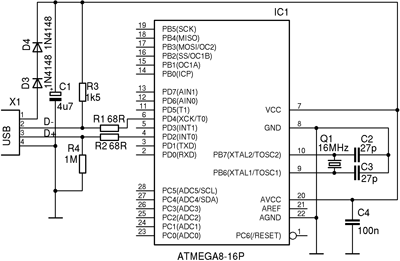 IC1
19 PB5(SCK)
18 PB4(MISO)
17 PB3(MOSI/OC2)
16 PB2(SS/OC1B)
15 PB1(OC1A)
14 PB0(ICP)
D4 1N4148
D3 1N4148
C1
4u7
R3
1k5
13 PD7(AIN1)
12 PD6(AIN0)
11 PD5(T1)
6 PD4(XCK/T0)
5 PD3(INT1)
4 PD2(INT0)
3 PD1(TXD)
2 PD0(RXD)
X1
USB
1
2
3
4
D-
D+
R1 68R
R2 68R
R4
1M
VCC 7
GND 8
Q1
16MHz
PB7(XTAL2/TOSC2) 10
PB6(XTAL1/TOSC1) 9
C2
27p
C3
27p
28 PC5(ADC5/SCL)
27 PC4(ADC4/SDA)
26 PC3(ADC3)
25 PC2(ADC2)
24 PC1(ADC1)
23 PC0(ADC0)
AVCC 20
AREF 21
AGND 22
PC6(/RESET) 1
C4
100n
ATMEGA8-16P